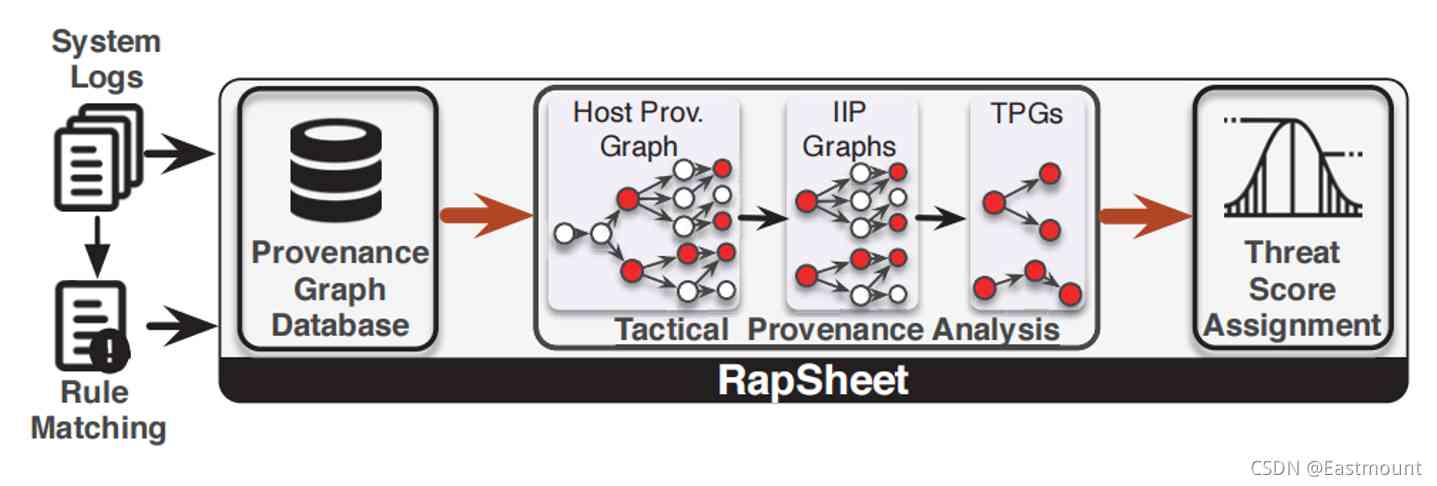 System
Logs
Rule
Matching
Provenance
Graph
Database
Host Prov.
Graph
IIP
Graphs
TPGs
Tactical Provenance Analysis
Threat
Score
Assignment
RapSheet
CSDN @Eastmount